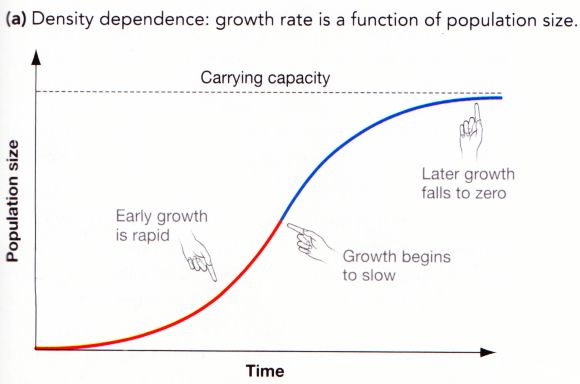 (a) Density dependence: growth rate is a function of population size.
Carrying capacity
Population size
Early growth
is rapid
Later growth
falls to zero
Growth begins
to slow
Time